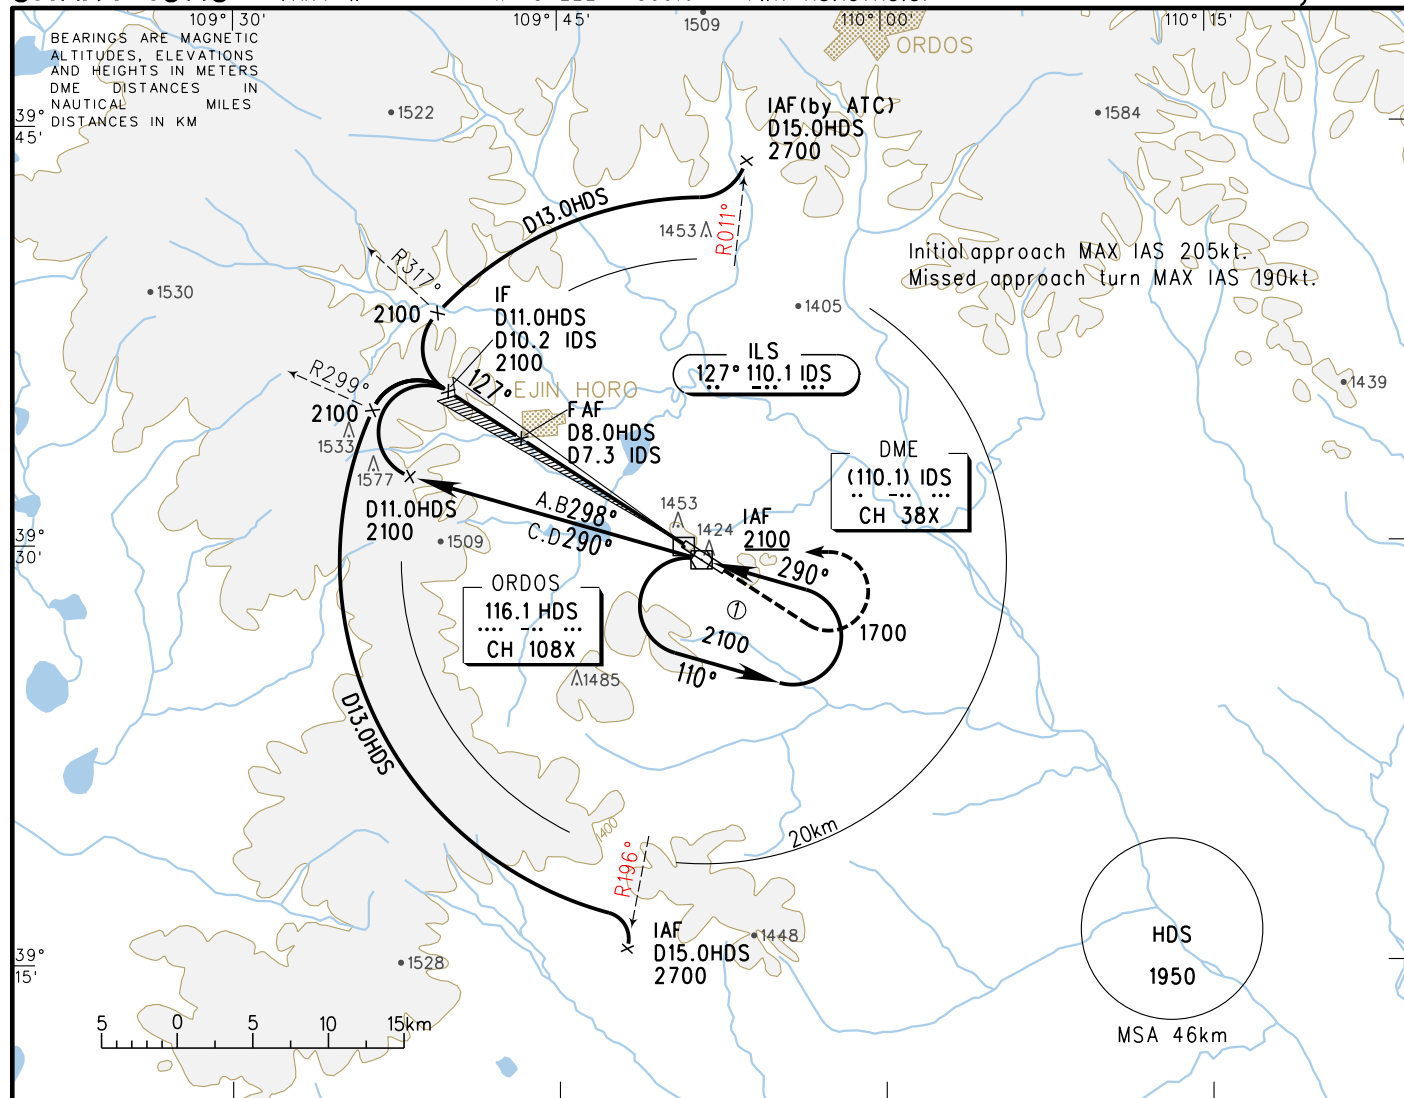 109° 30'
109° 45'
1509
110° 00'
110° 15'
BEARINGS ARE MAGNETIC
ALTITUDES, ELEVATIONS
AND HEIGHTS IN METERS
DME DISTANCES IN
NAUTICAL MILES
DISTANCES IN KM
ORDOS
39°
45'
1522
IAF(by ATC)
D15.0HDS
2700
1584
D13.0HDS
1453
R011°
Initial approach MAX IAS 205kt.
Missed approach turn MAX IAS 190kt.
R317°
1530
2100
IF
D11.0HDS
D10.2 IDS
2100
1405
ILS
127° 110.1 IDS
R299°
127°
EJIN HORO
1439
2100
FAF
D8.0HDS
D7.3 IDS
1533
1577
DME
(110.1) IDS
CH 38X
D11.0HDS
2100
A.B298°
C.D290°
1453
1424
IAF
2100
39°
30'
1509
290°
ORDOS
116.1 HDS
CH 108X
①
2100
1700
110°
1485
D13.0HDS
1400
20km
R196°
IAF
D15.0HDS
2700
1448
HDS
1950
39°
15'
1528
5 0 5 10 15km
MSA 46km